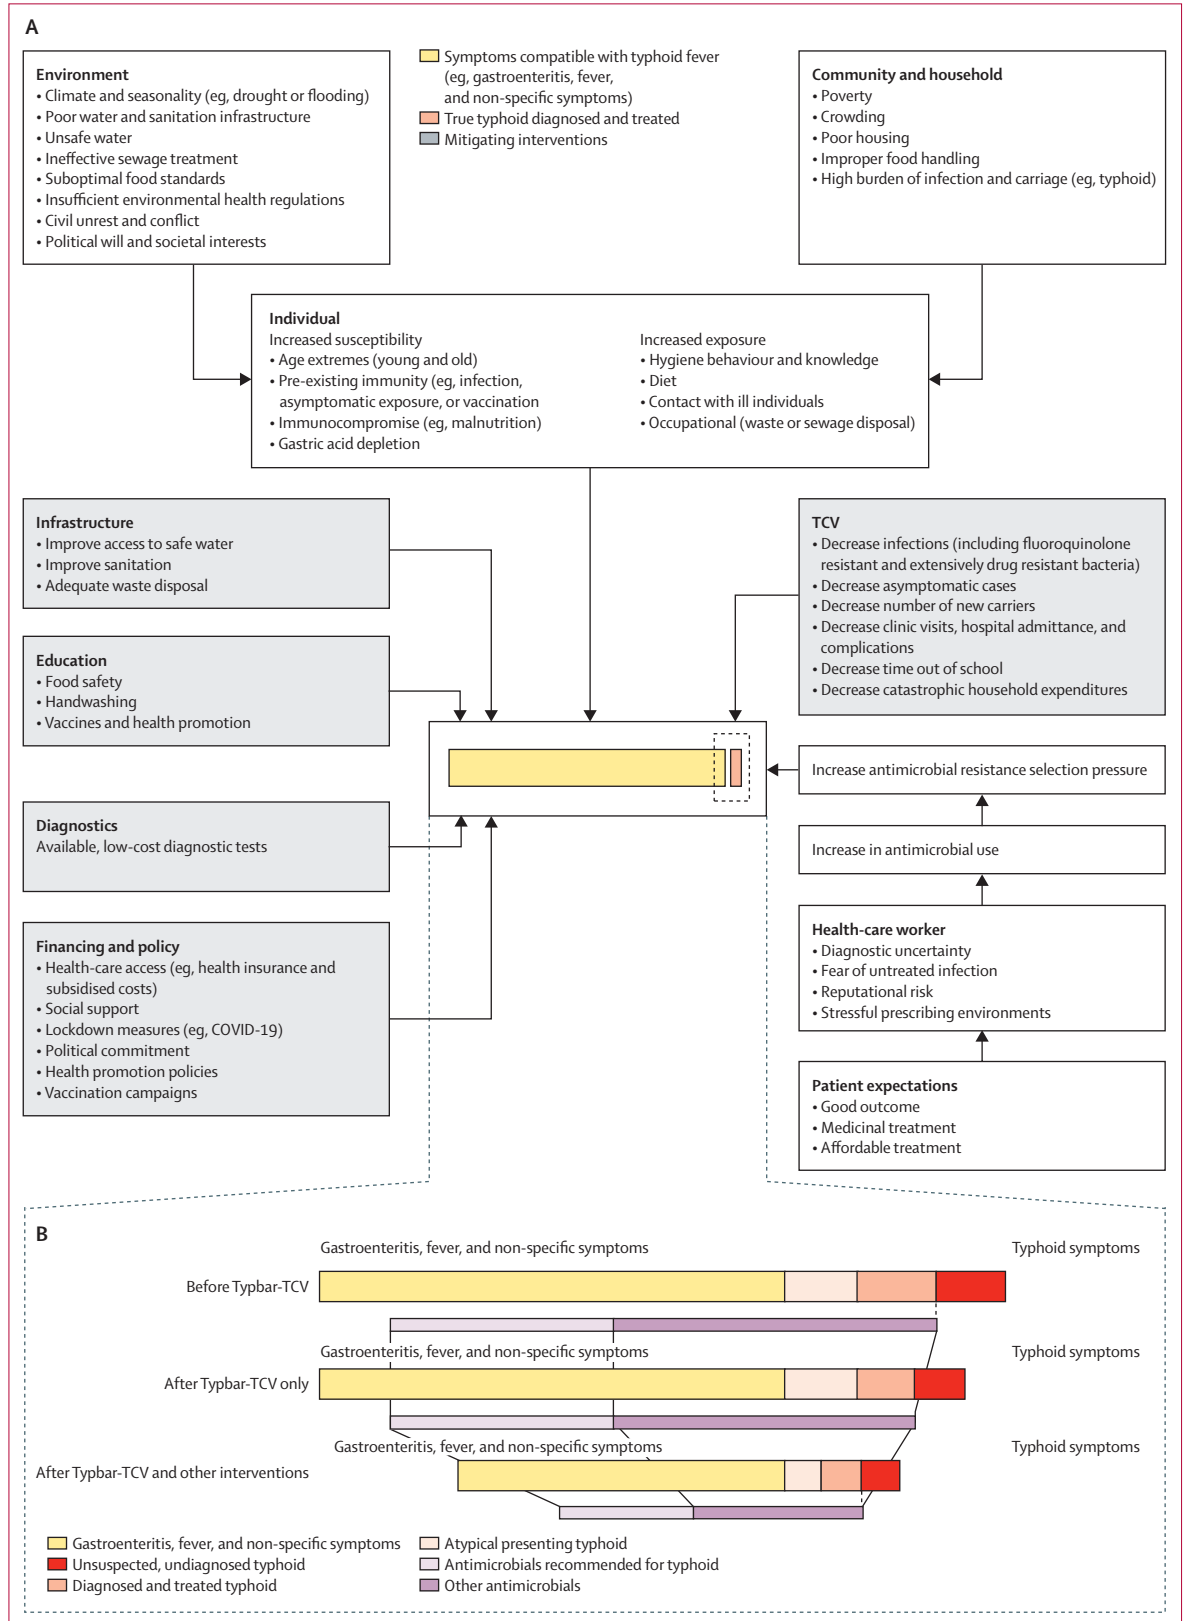 A
Environment
• Climate and seasonality (eg, drought or flooding)
• Poor water and sanitation infrastructure
• Unsafe water
• Ineffective sewage treatment
• Suboptimal food standards
• Insufficient environmental health regulations
• Civil unrest and conflict
• Political will and societal interests
Symptoms compatible with typhoid fever
(eg, gastroenteritis, fever,
and non-specific symptoms)
True typhoid diagnosed and treated
Mitigating interventions
Community and household
• Poverty
• Crowding
• Poor housing
• Improper food handling
• High burden of infection and carriage (eg, typhoid)
Individual
Increased susceptibility
• Age extremes (young and old)
• Pre-existing immunity (eg, infection,
asymptomatic exposure, or vaccination
• Immunocompromise (eg, malnutrition)
• Gastric acid depletion
Increased exposure
• Hygiene behaviour and knowledge
• Diet
• Contact with ill individuals
• Occupational (waste or sewage disposal)
Infrastructure
• Improve access to safe water
• Improve sanitation
• Adequate waste disposal
Education
• Food safety
• Handwashing
• Vaccines and health promotion
Diagnostics
Available, low-cost diagnostic tests
Financing and policy
• Health-care access (eg, health insurance and
subsidised costs)
• Social support
• Lockdown measures (eg, COVID-19)
• Political commitment
• Health promotion policies
• Vaccination campaigns
TCV
• Decrease infections (including fluoroquinolone
resistant and extensively drug resistant bacteria)
• Decrease asymptomatic cases
• Decrease number of new carriers
• Decrease clinic visits, hospital admittance, and
complications
• Decrease time out of school
• Decrease catastrophic household expenditures
Increase antimicrobial resistance selection pressure
Increase in antimicrobial use
Health-care worker
• Diagnostic uncertainty
• Fear of untreated infection
• Reputational risk
• Stressful prescribing environments
Patient expectations
• Good outcome
• Medicinal treatment
• Affordable treatment
B
Gastroenteritis, fever, and non-specific symptoms
Typhoid symptoms
Before Typbar-TCV
Gastroenteritis, fever, and non-specific symptoms
Typhoid symptoms
After Typbar-TCV only
Gastroenteritis, fever, and non-specific symptoms
Typhoid symptoms
After Typbar-TCV and other interventions
Gastroenteritis, fever, and non-specific symptoms
Unsuspected, undiagnosed typhoid
Diagnosed and treated typhoid
Atypical presenting typhoid
Antimicrobials recommended for typhoid
Other antimicrobials